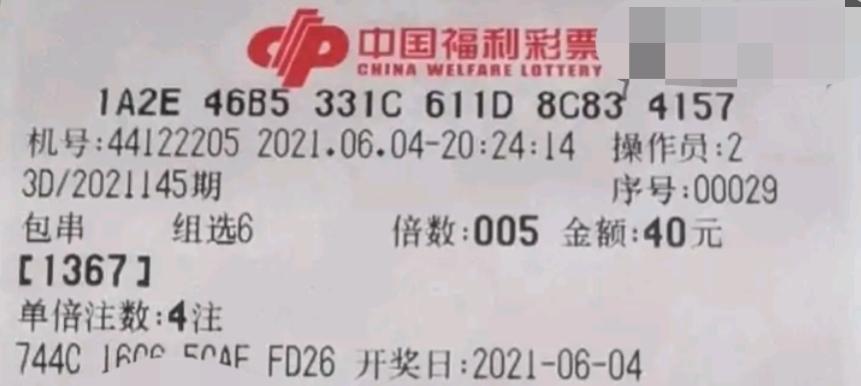 中国福利彩票
CHINA WELFARE LOTTERY
1A2E 46B5 331C 611D 8C83 4157
机号:44122205 2021.06.04-20:24:14 操作员:2
3D/2021145期 序号:00029
包串 组选6 倍数:005 金额:40元
[1367]
单倍注数:4注
744C FD26 开奖日:2021-06-04